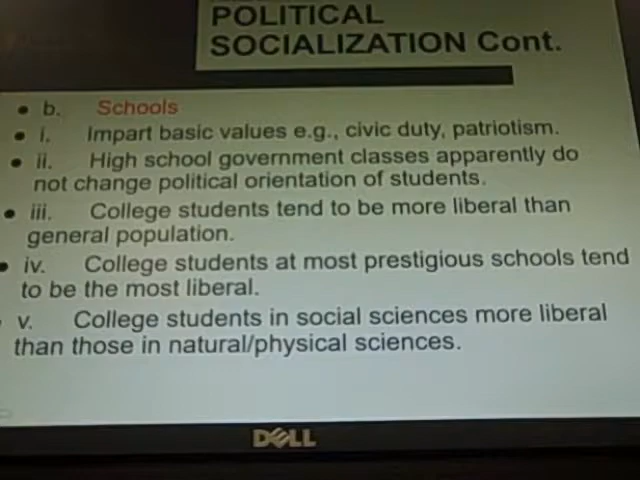 POLITICAL
SOCIALIZATION Cont.
• b. Schools
• i. Impart basic values e.g., civic duty, patriotism.
• ii. High school government classes apparently do
not change political orientation of students.
• iii. College students tend to be more liberal than
general population.
• iv. College students at most prestigious schools tend
to be the most liberal.
• v. College students in social sciences more liberal
than those in natural/physical sciences.
DELL